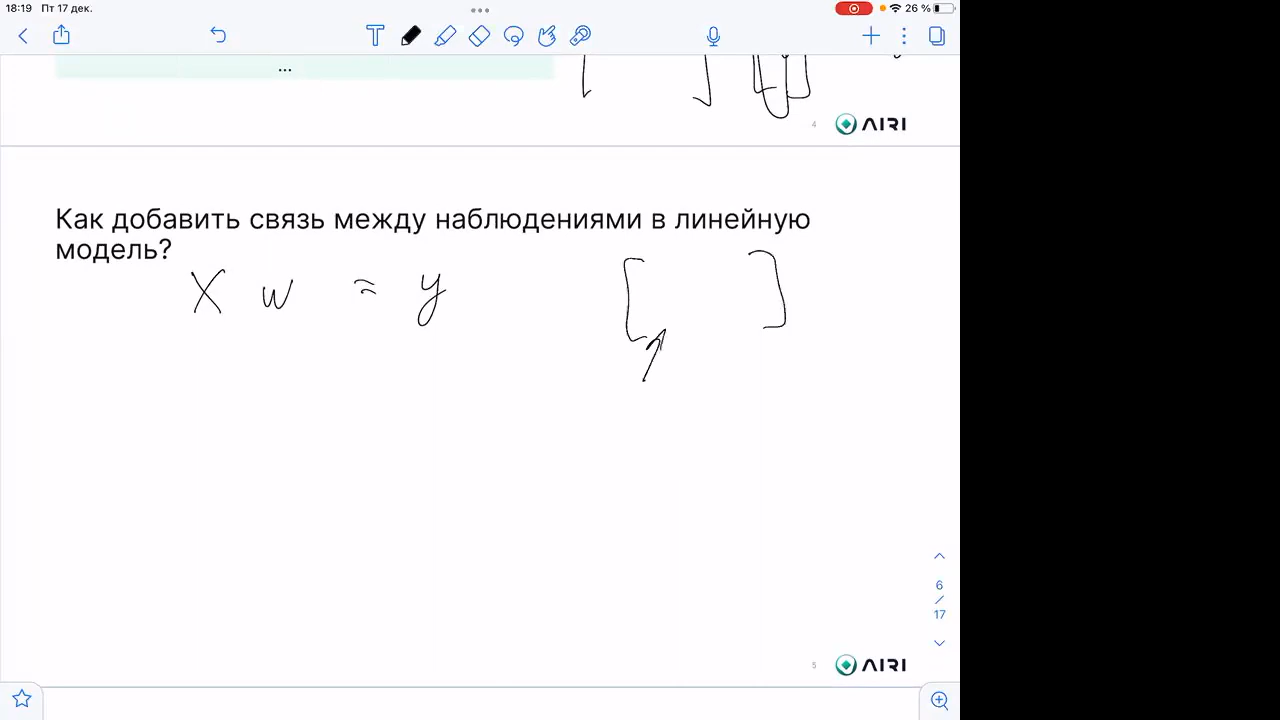 18:19 Пт 17 дек.
26 %
...
4
AIRI
Как добавить связь между наблюдениями в линейную
модель?
X w ≈ y
6
/
17
5
AIRI